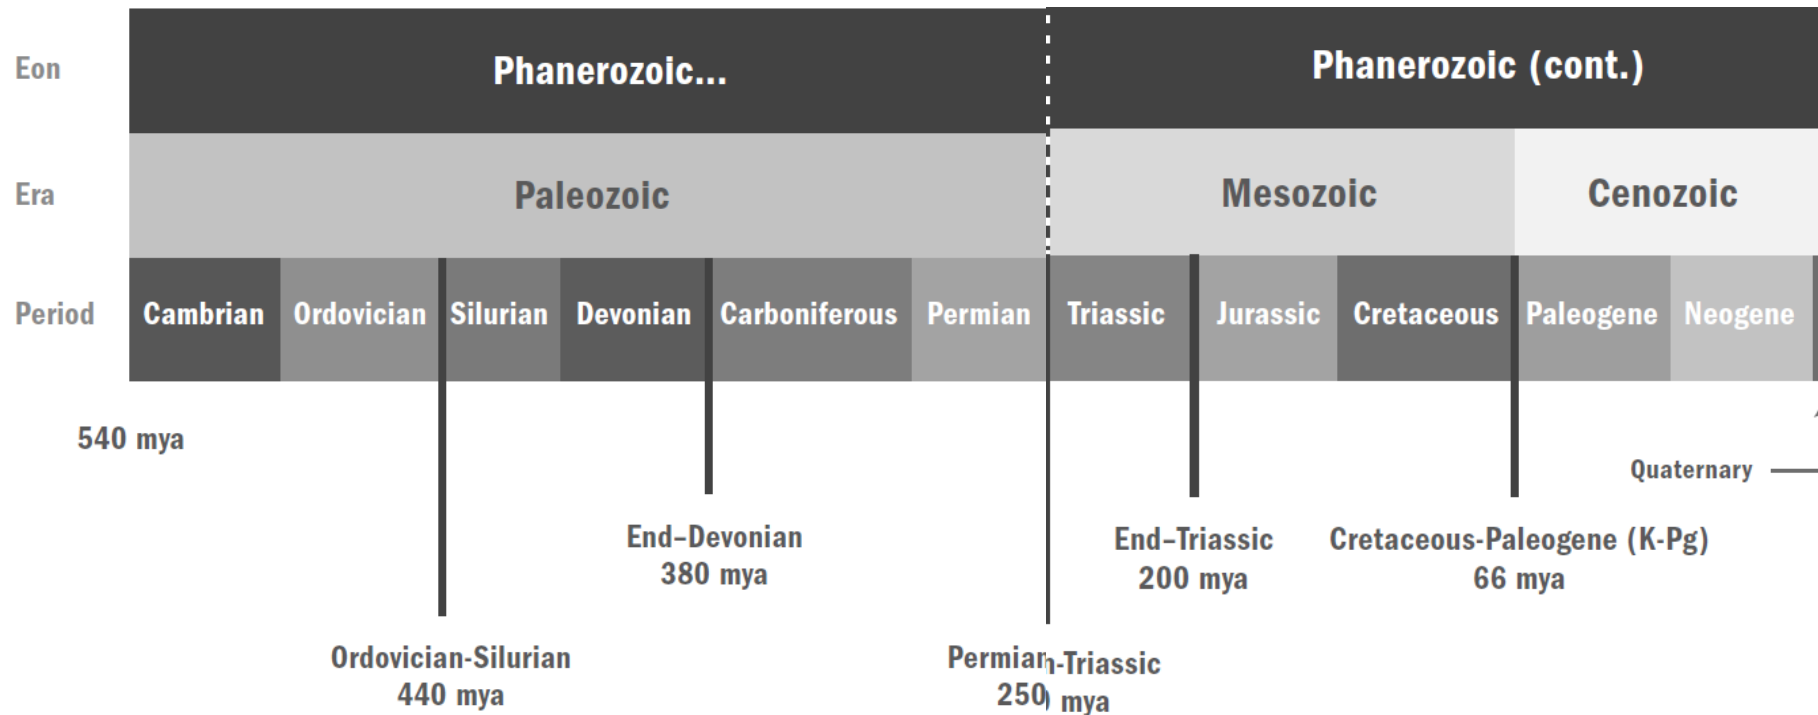 Eon
Phanerozoic...
Phanerozoic (cont.)
Era
Paleozoic
Mesozoic
Cenozoic
Period
Cambrian
Ordovician
Silurian
Devonian
Carboniferous
Permian
Triassic
Jurassic
Cretaceous
Paleogene
Neogene
540 mya
Quaternary
End–Devonian
380 mya
End–Triassic
200 mya
Cretaceous-Paleogene (K-Pg)
66 mya
Ordovician-Silurian
440 mya
Permian-Triassic
250 mya